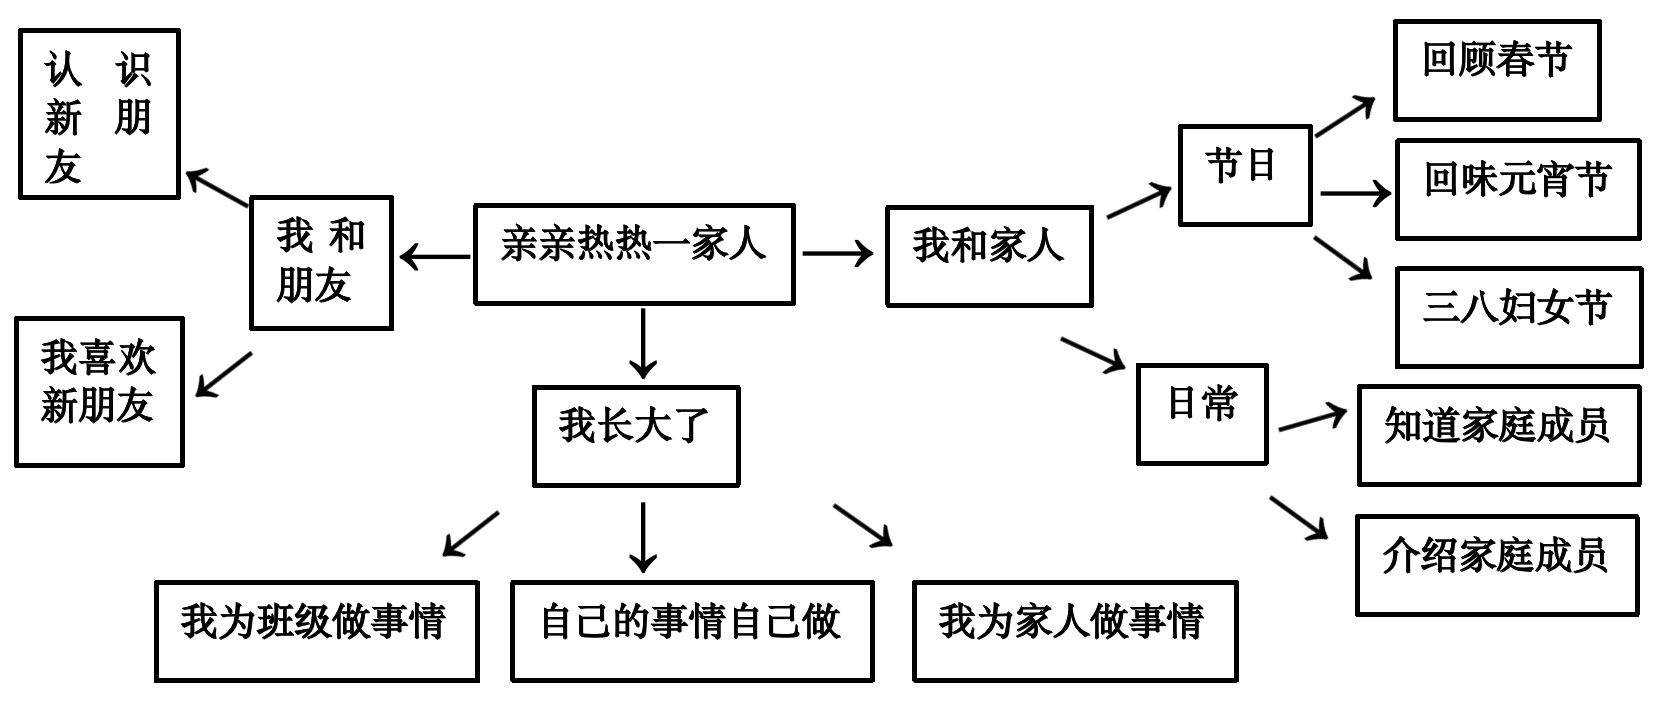 认 识
新 朋
友
我 和
朋友
我喜欢
新朋友
亲亲热热一家人
我长大了
我为班级做事情
自己的事情自己做
我为家人做事情
我和家人
节日
回顾春节
回味元宵节
三八妇女节
日常
知道家庭成员
介绍家庭成员